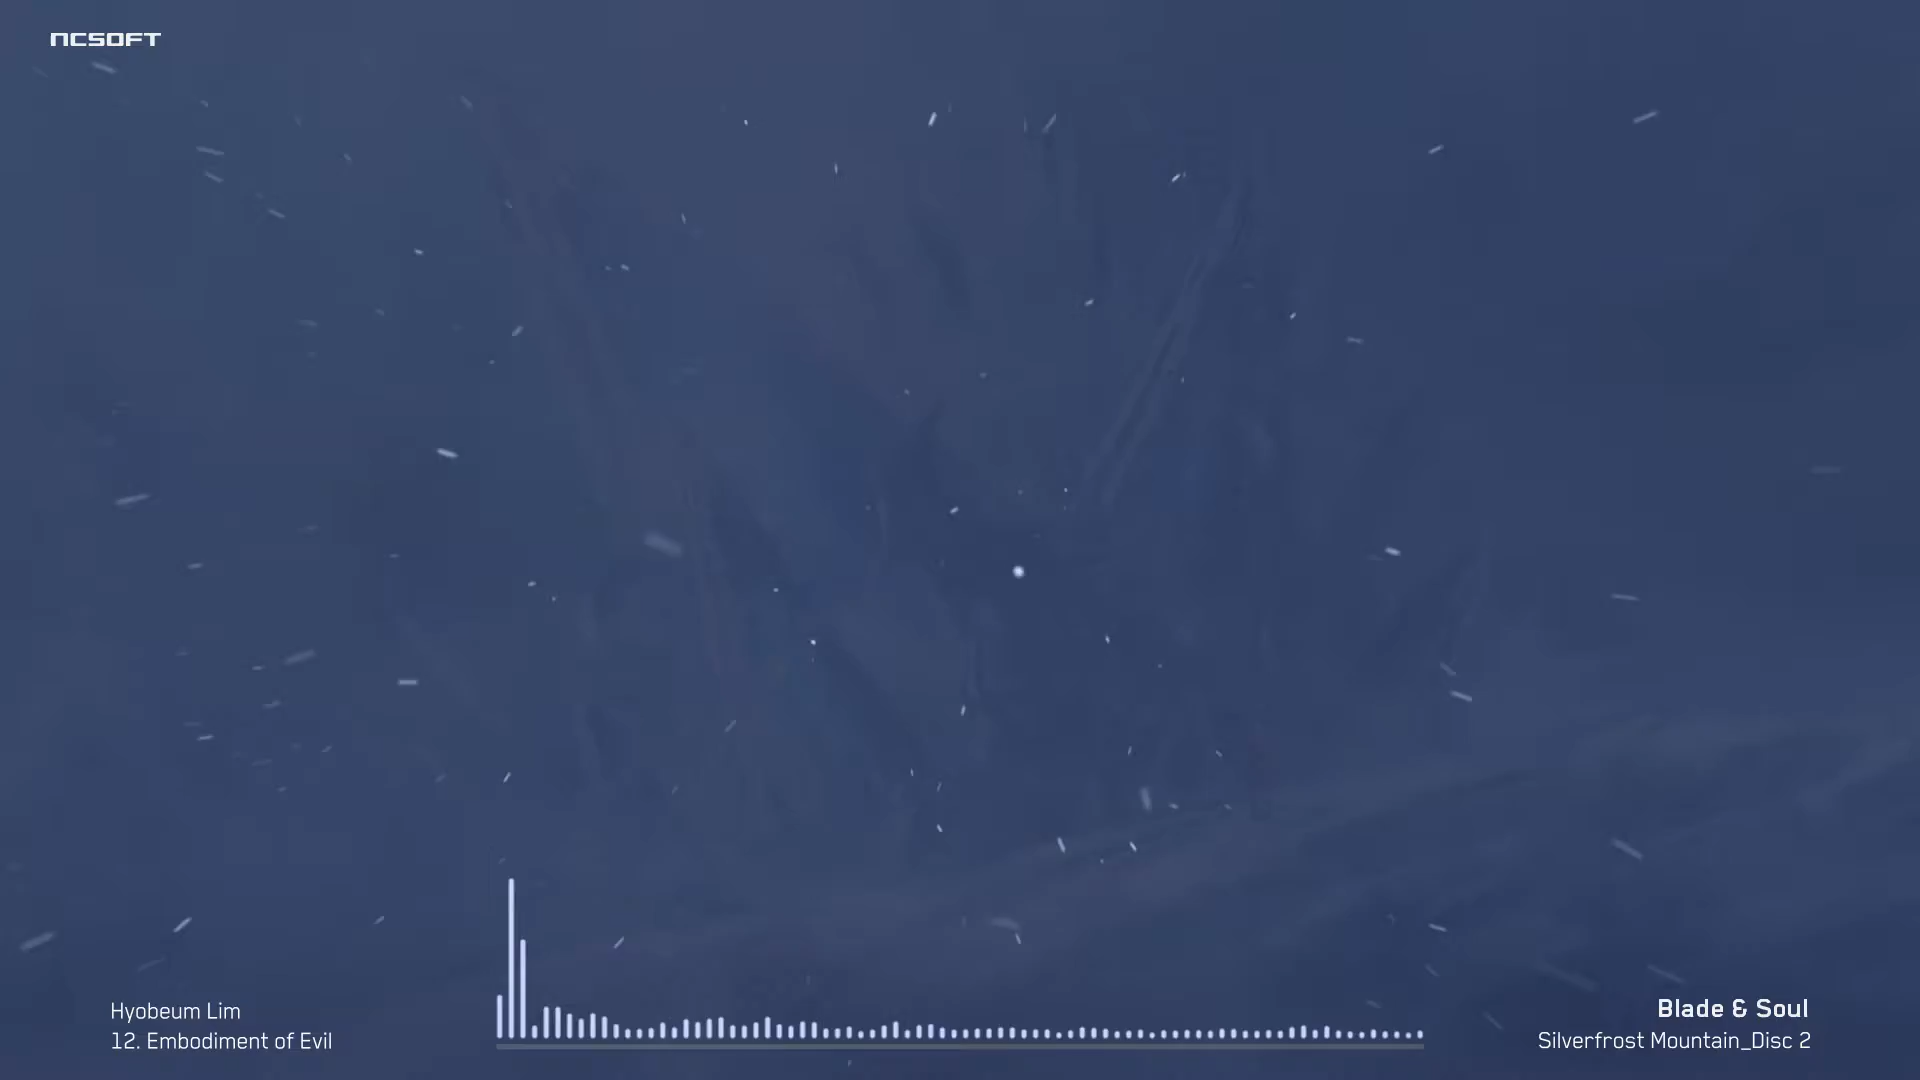 NCSOFT
Hyobeum Lim
12. Embodiment of Evil
Blade & Soul
Silverfrost Mountain_Disc 2